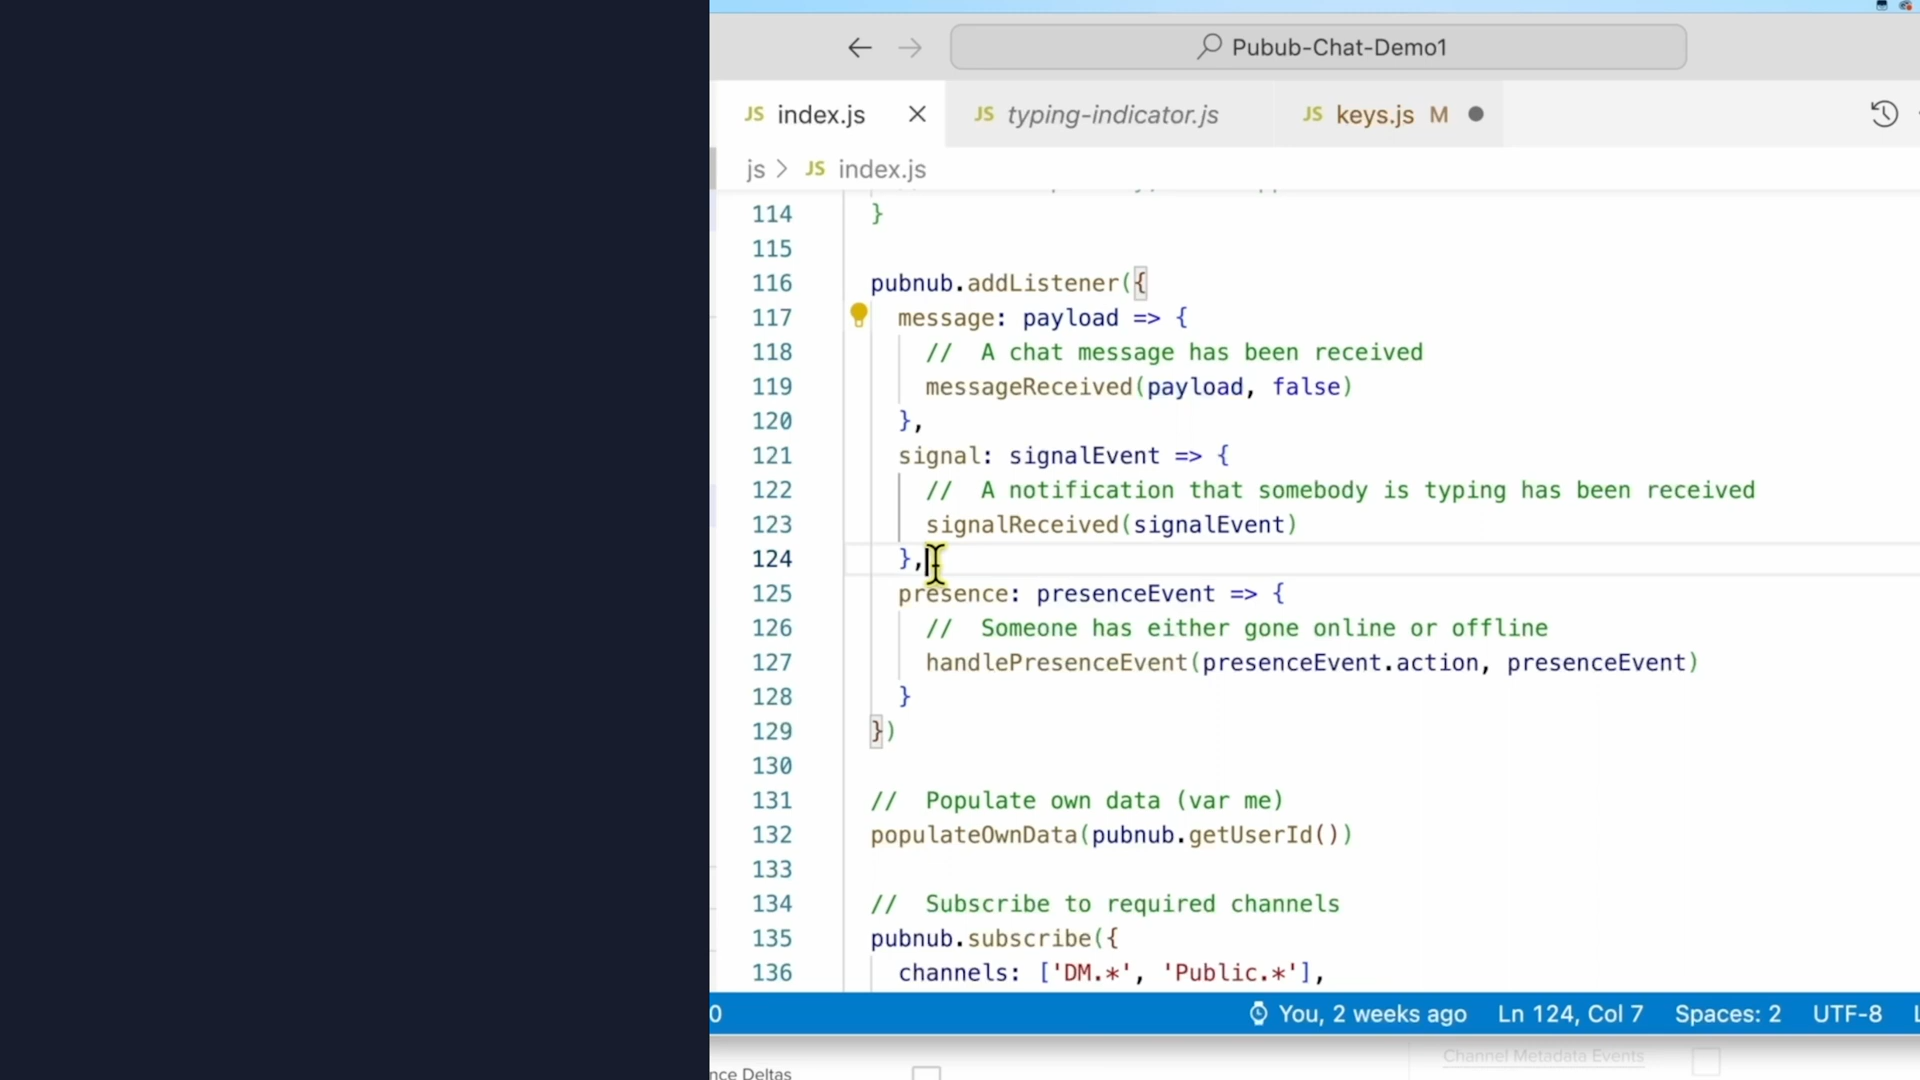 Pubub-Chat-Demo1
JS index.js
JS typing-indicator.js
JS keys.js M
js > JS index.js
114 }
115
116 pubnub.addListener({
117 message: payload => {
118 // A chat message has been received
119 messageReceived(payload, false)
120 },
121 signal: signalEvent => {
122 // A notification that somebody is typing has been received
123 signalReceived(signalEvent)
124 },
125 presence: presenceEvent => {
126 // Someone has either gone online or offline
127 handlePresenceEvent(presenceEvent.action, presenceEvent)
128 }
129 })
130
131 // Populate own data (var me)
132 populateOwnData(pubnub.getUserId())
133
134 // Subscribe to required channels
135 pubnub.subscribe({
136 channels: ['DM.*', 'Public.*'],
0 You, 2 weeks ago Ln 124, Col 7 Spaces: 2 UTF-8 L
Channel Metadata Events
nce Deltas